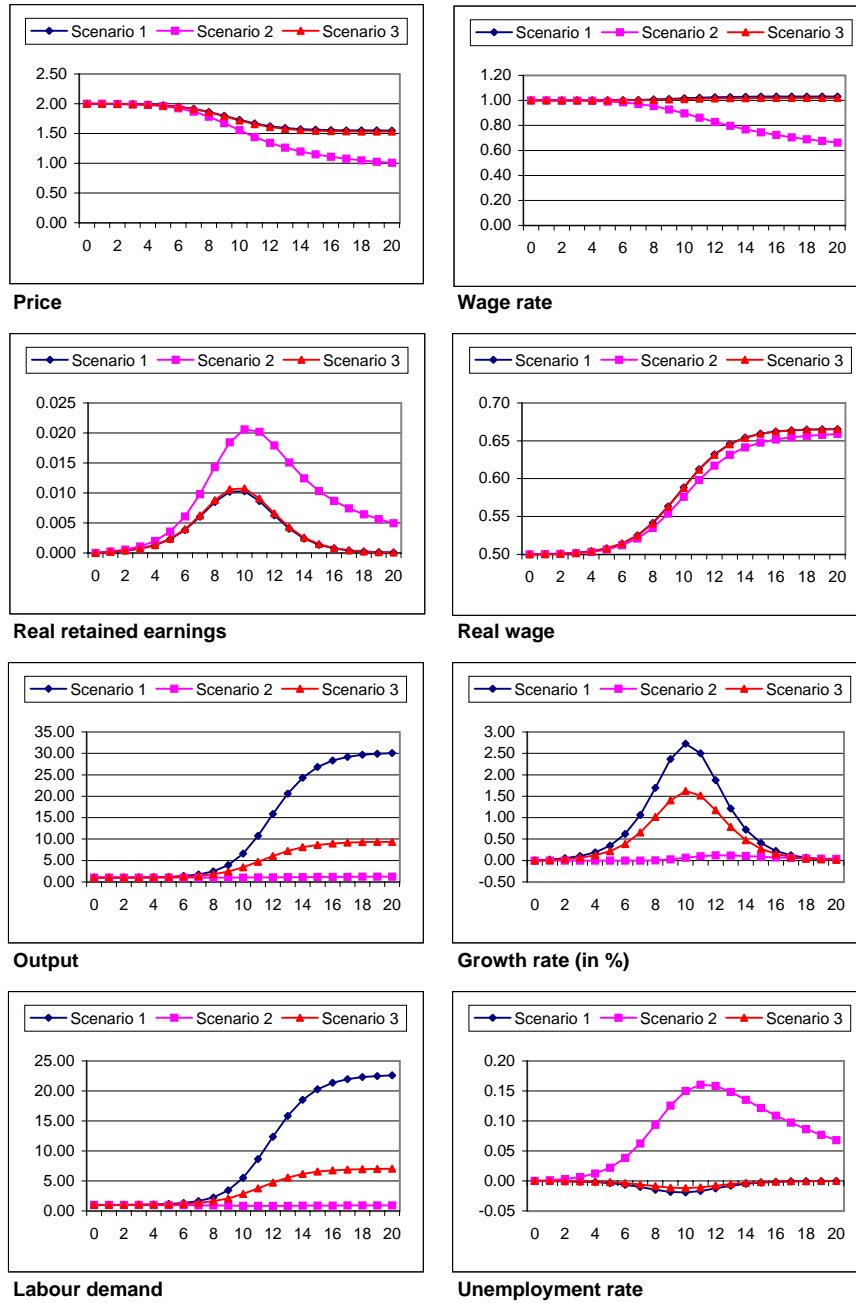 Scenario 1 Scenario 2 Scenario 3
2.50
2.00
1.50
1.00
0.50
0.00
0 2 4 6 8 10 12 14 16 18 20
Price
Scenario 1 Scenario 2 Scenario 3
1.20
1.00
0.80
0.60
0.40
0.20
0.00
0 2 4 6 8 10 12 14 16 18 20
Wage rate
Scenario 1 Scenario 2 Scenario 3
0.025
0.020
0.015
0.010
0.005
0.000
0 2 4 6 8 10 12 14 16 18 20
Real retained earnings
Scenario 1 Scenario 2 Scenario 3
0.70
0.65
0.60
0.55
0.50
0 2 4 6 8 10 12 14 16 18 20
Real wage
Scenario 1 Scenario 2 Scenario 3
35.00
30.00
25.00
20.00
15.00
10.00
5.00
0.00
0 2 4 6 8 10 12 14 16 18 20
Output
Scenario 1 Scenario 2 Scenario 3
3.00
2.50
2.00
1.50
1.00
0.50
0.00
-0.50
0 2 4 6 8 10 12 14 16 18 20
Growth rate (in %)
Scenario 1 Scenario 2 Scenario 3
25.00
20.00
15.00
10.00
5.00
0.00
0 2 4 6 8 10 12 14 16 18 20
Labour demand
Scenario 1 Scenario 2 Scenario 3
0.20
0.15
0.10
0.05
0.00
-0.05
0 2 4 6 8 10 12 14 16 18 20
Unemployment rate